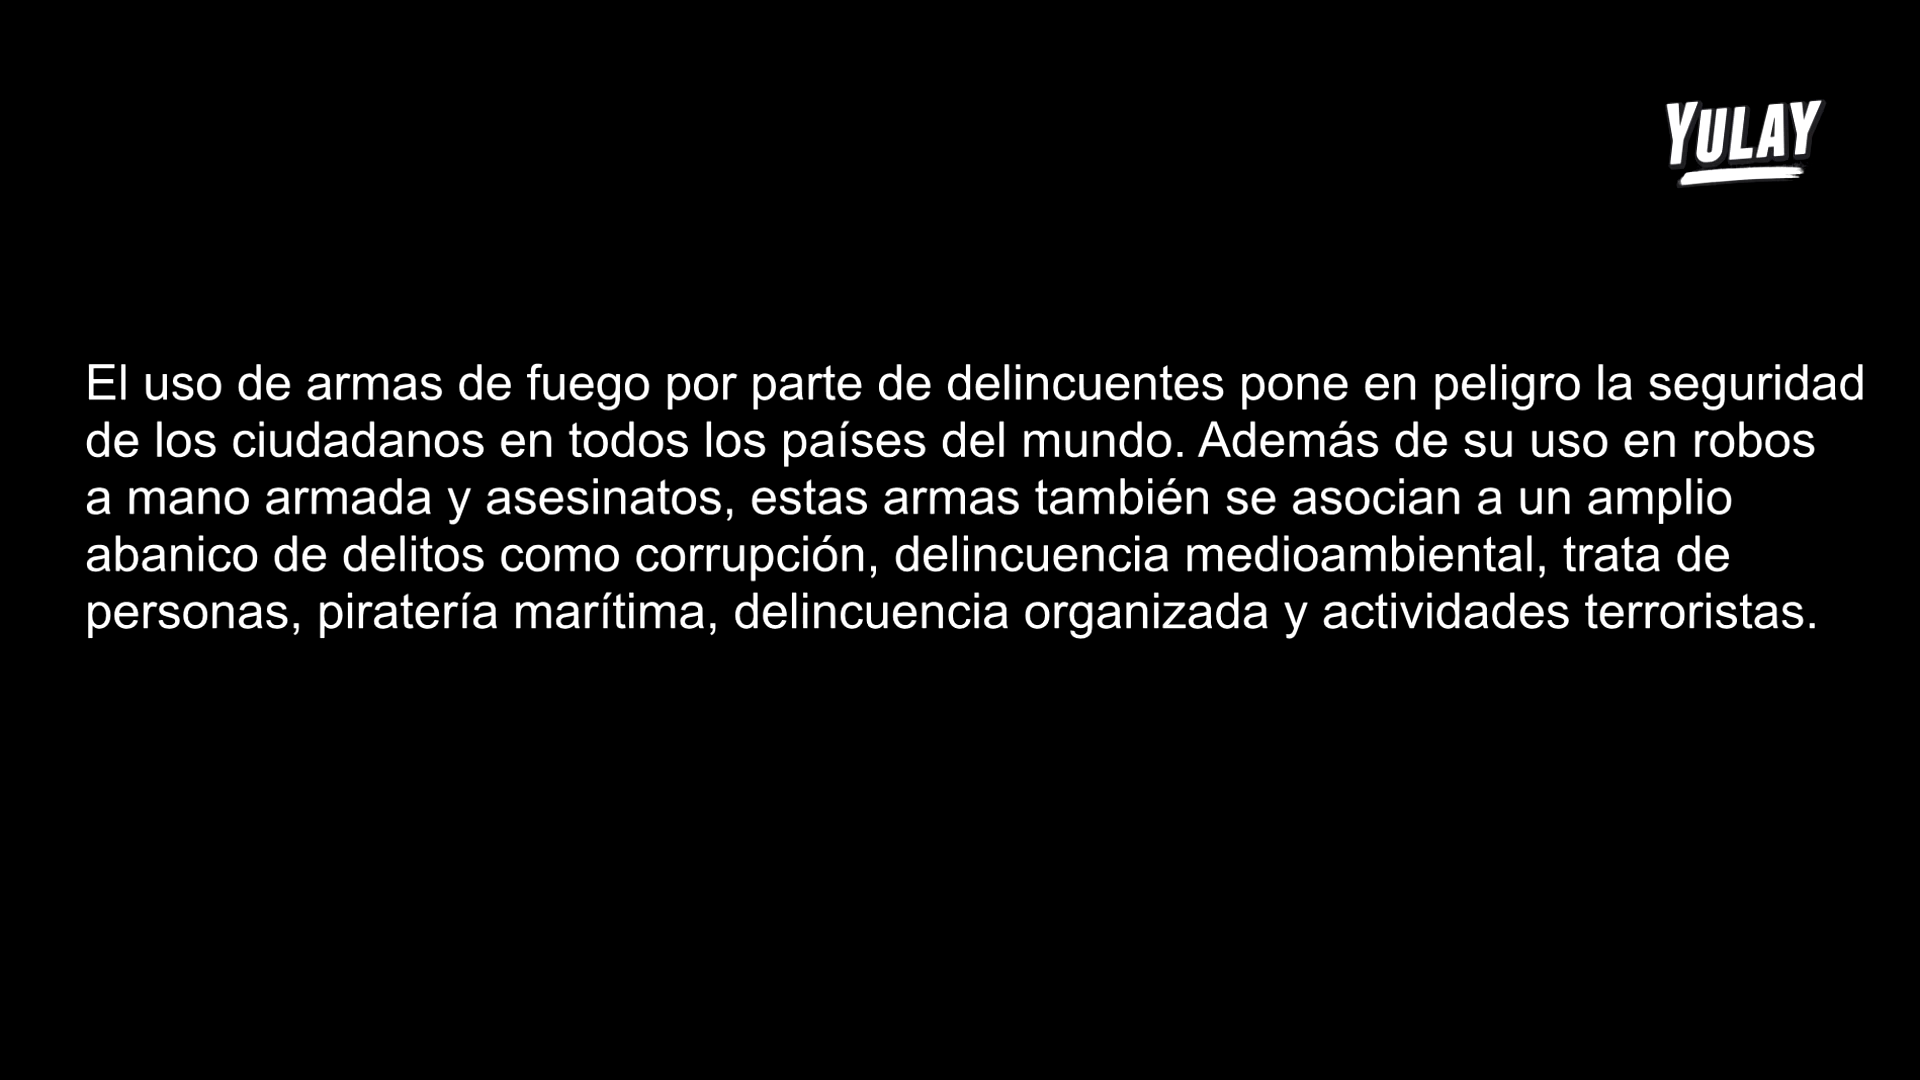 YULAY
El uso de armas de fuego por parte de delincuentes pone en peligro la seguridad
de los ciudadanos en todos los países del mundo. Además de su uso en robos
a mano armada y asesinatos, estas armas también se asocian a un amplio
abanico de delitos como corrupción, delincuencia medioambiental, trata de
personas, piratería marítima, delincuencia organizada y actividades terroristas.